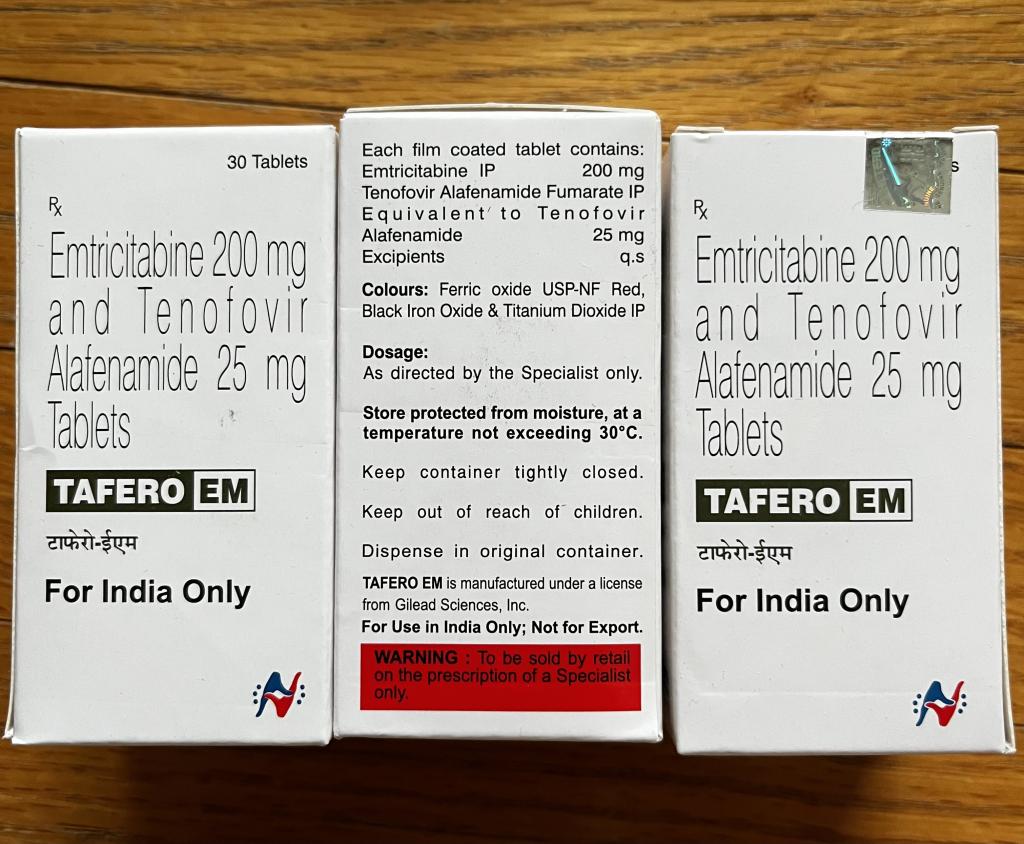 30 Tablets
Rx
Emtricitabine 200 mg
and Tenofovir
Alafenamide 25 mg
Tablets
TAFERO EM
टाफेरो-ईएम
For India Only
Each film coated tablet contains:
Emtricitabine IP 200 mg
Tenofovir Alafenamide Fumarate IP
Equivalent to Tenofovir
Alafenamide 25 mg
Excipients q.s
Colours: Ferric oxide USP-NF Red,
Black Iron Oxide & Titanium Dioxide IP
Dosage:
As directed by the Specialist only.
Store protected from moisture, at a
temperature not exceeding 30°C.
Keep container tightly closed.
Keep out of reach of children.
Dispense in original container.
TAFERO EM is manufactured under a license
from Gilead Sciences, Inc.
For Use in India Only; Not for Export.
WARNING : To be sold by retail
on the prescription of a Specialist
only.
Rx
Emtricitabine 200 mg
and Tenofovir
Alafenamide 25 mg
Tablets
TAFERO EM
टाफेरो-ईएम
For India Only